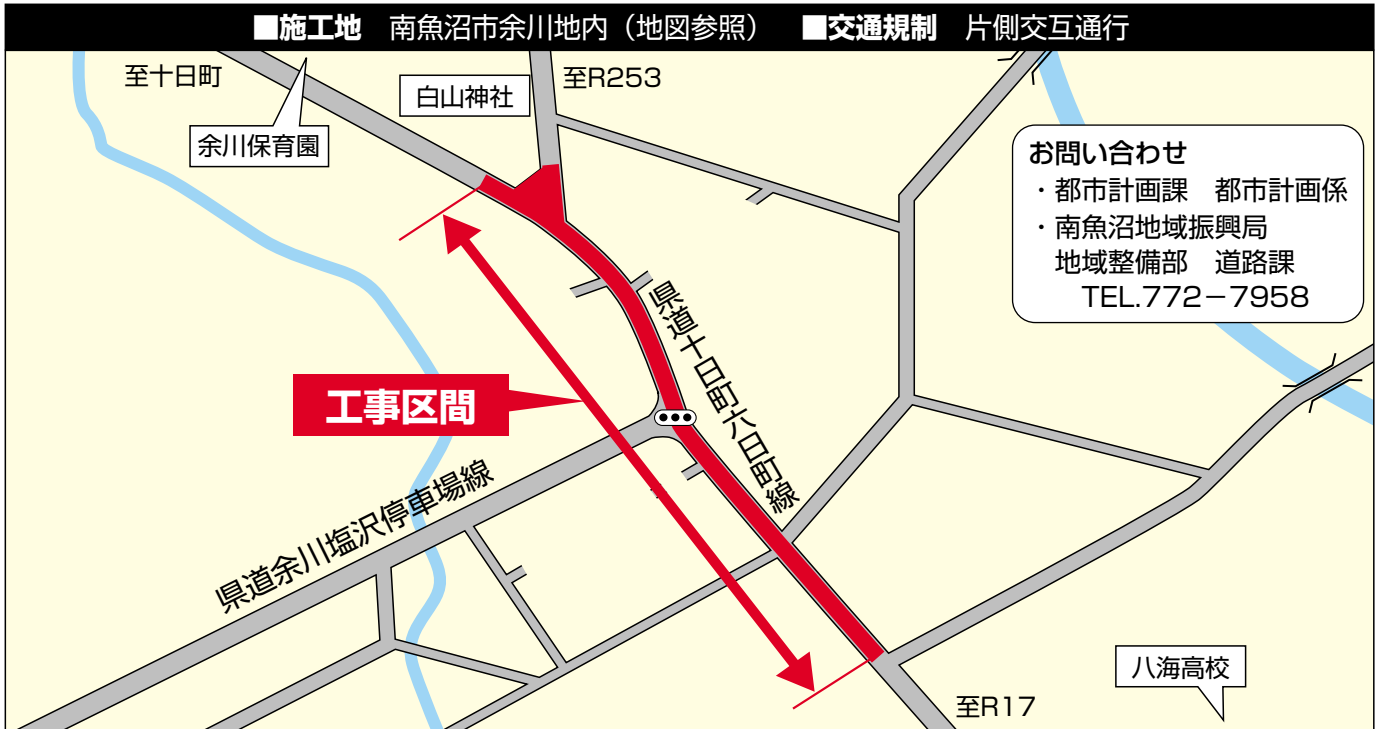 ■施工地　南魚沼市余川地内（地図参照）　■交通規制　片側交互通行
至十日町
白山神社
至R253
余川保育園
お問い合わせ
・都市計画課　都市計画係
・南魚沼地域振興局
地域整備部　道路課
TEL.772－7958
県道十日町六日町線
工事区間
県道余川塩沢停車場線
八海高校
至R17